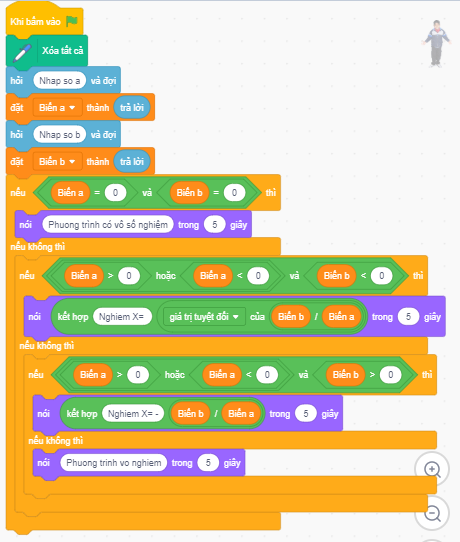 Khi bấm vào
Xóa tất cả
hỏi Nhap so a và đợi
đặt Biến a thành trả lời
hỏi Nhap so b và đợi
đặt Biến b thành trả lời
nếu Biến a = 0 và Biến b = 0 thì
nói Phuong trình có vô số nghiệm trong 5 giây
nếu không thì
nếu Biến a > 0 hoặc Biến a < 0 và Biến b < 0 thì
nói kết hợp Nghiem X= giá trị tuyệt đối của Biến b / Biến a trong 5 giây
nếu không thì
nếu Biến a > 0 hoặc Biến a < 0 và Biến b > 0 thì
nói kết hợp Nghiem X= - Biến b / Biến a trong 5 giây
nếu không thì
nói Phuong trình vo nghiem trong 5 giây